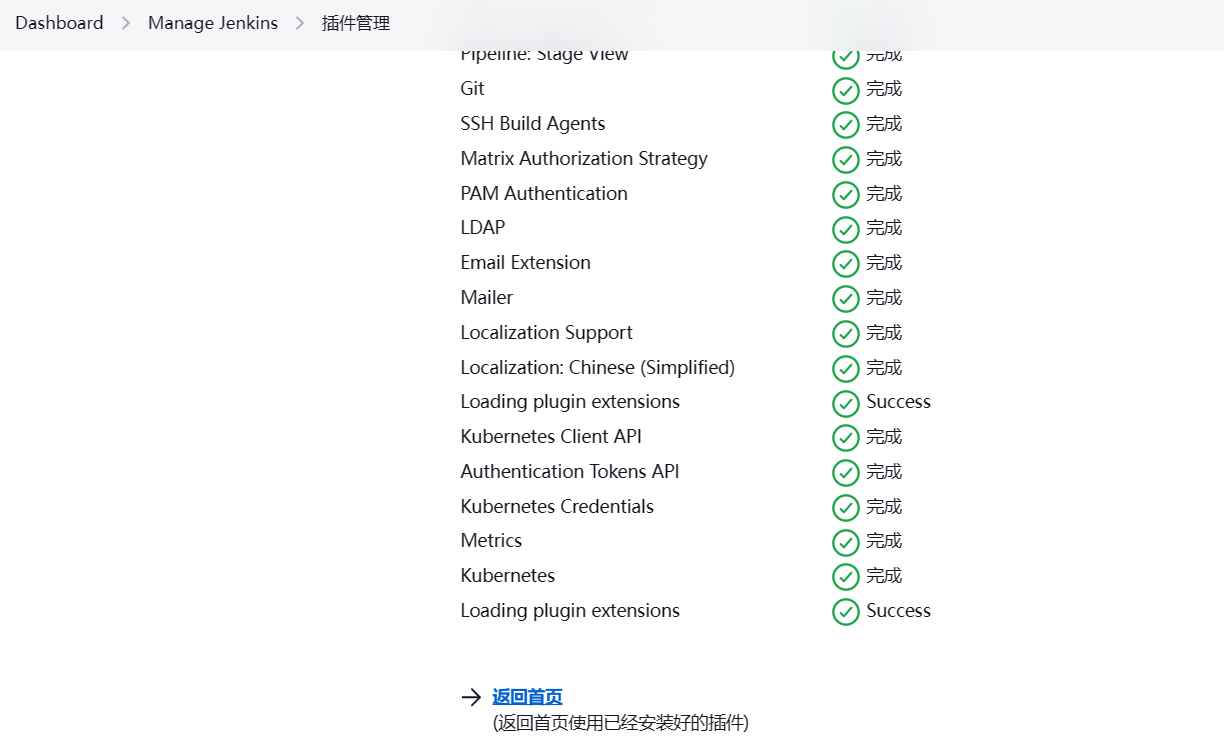 Dashboard > Manage Jenkins > 插件管理
Pipeline: Stage View 完成
Git 完成
SSH Build Agents 完成
Matrix Authorization Strategy 完成
PAM Authentication 完成
LDAP 完成
Email Extension 完成
Mailer 完成
Localization Support 完成
Localization: Chinese (Simplified) 完成
Loading plugin extensions Success
Kubernetes Client API 完成
Authentication Tokens API 完成
Kubernetes Credentials 完成
Metrics 完成
Kubernetes 完成
Loading plugin extensions Success
→ 返回首页
(返回首页使用已经安装好的插件)